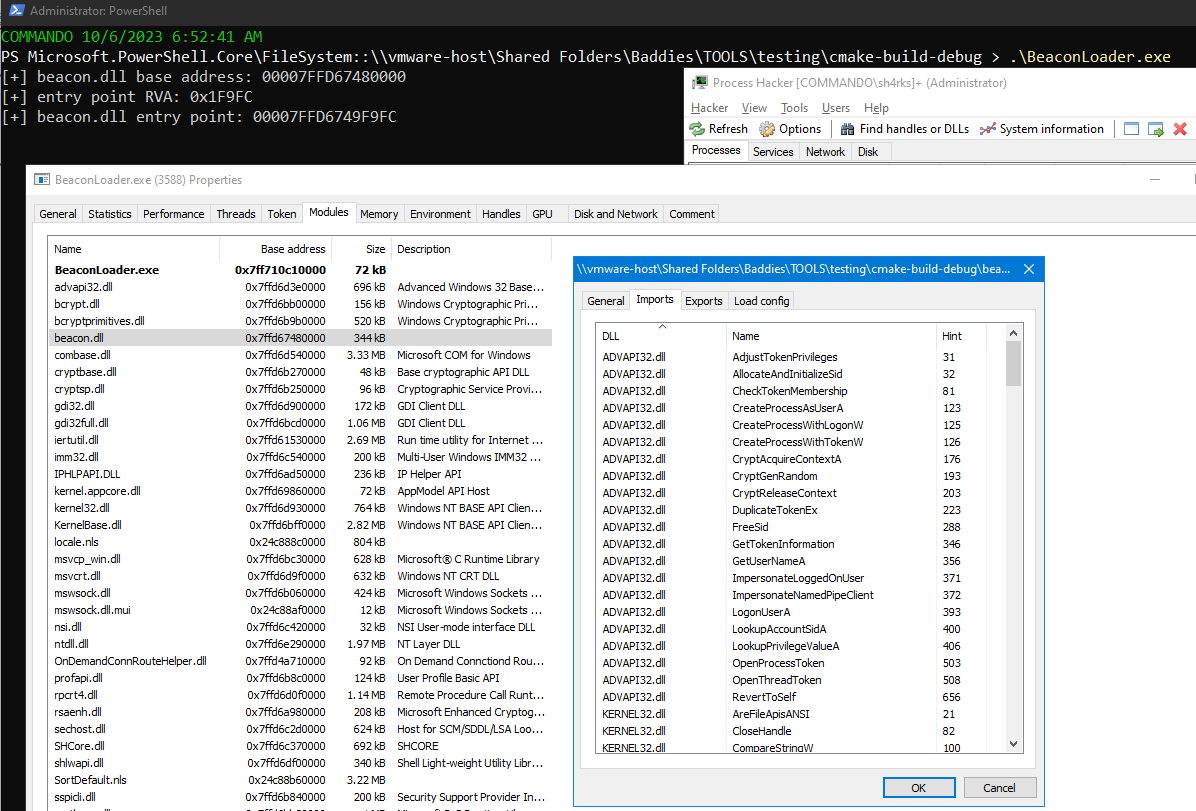 Administrator: PowerShell
COMMANDO 10/6/2023 6:52:41 AM
PS Microsoft.PowerShell.Core\FileSystem::\\vmware-host\Shared Folders\Baddies\TOOLS\testing\cmake-build-debug > .\BeaconLoader.exe
[+] beacon.dll base address: 00007FFD67480000
[+] entry point RVA: 0x1F9FC
[+] beacon.dll entry point: 00007FFD6749F9FC
Process Hacker [COMMANDO\sh4rks]+ (Administrator)
Hacker View Tools Users Help
Refresh Options Find handles or DLLs System information
Processes Services Network Disk
BeaconLoader.exe (3588) Properties
General Statistics Performance Threads Token Modules Memory Environment Handles GPU Disk and Network Comment
Name Base address Size Description
BeaconLoader.exe 0x7ff710c10000 72 kB
advapi32.dll 0x7ffd6d3e0000 696 kB Advanced Windows 32 Base...
bcrypt.dll 0x7ffd6bb00000 156 kB Windows Cryptographic Pri...
bcryptprimitives.dll 0x7ffd6b9b0000 520 kB Windows Cryptographic Pri...
beacon.dll 0x7ffd67480000 344 kB
combase.dll 0x7ffd6d540000 3.33 MB Microsoft COM for Windows
cryptbase.dll 0x7ffd6b270000 48 kB Base cryptographic API DLL
cryptsp.dll 0x7ffd6b250000 96 kB Cryptographic Service Provi...
gdi32.dll 0x7ffd6d900000 172 kB GDI Client DLL
gdi32full.dll 0x7ffd6bcd0000 1.06 MB GDI Client DLL
iertutil.dll 0x7ffd61530000 2.69 MB Run time utility for Internet ...
imm32.dll 0x7ffd6c540000 200 kB Multi-User Windows IMM32 ...
IPHLPAPI.DLL 0x7ffd6ad50000 236 kB IP Helper API
kernel.appcore.dll 0x7ffd69860000 72 kB AppModel API Host
kernel32.dll 0x7ffd6d930000 764 kB Windows NT BASE API Clien...
KernelBase.dll 0x7ffd6bff0000 2.82 MB Windows NT BASE API Clien...
locale.nls 0x24c888c0000 804 kB
msvcp_win.dll 0x7ffd6bc30000 628 kB Microsoft® C Runtime Library
msvcrt.dll 0x7ffd6d9f0000 632 kB Windows NT CRT DLL
mswsock.dll 0x7ffd6b060000 424 kB Microsoft Windows Sockets ...
mswsock.dll.mui 0x24c88af0000 12 kB Microsoft Windows Sockets ...
nsi.dll 0x7ffd6c420000 32 kB NSI User-mode interface DLL
ntdll.dll 0x7ffd6e290000 1.97 MB NT Layer DLL
OnDemandConnRouteHelper.dll 0x7ffd4a710000 92 kB On Demand Connctiond Rou...
profapi.dll 0x7ffd6b8c0000 124 kB User Profile Basic API
rpcrt4.dll 0x7ffd6d0f0000 1.14 MB Remote Procedure Call Runt...
rsaenh.dll 0x7ffd6a980000 208 kB Microsoft Enhanced Cryptog...
sechost.dll 0x7ffd6c2d0000 624 kB Host for SCM/SDDL/LSA Loo...
SHCore.dll 0x7ffd6c370000 692 kB SHCORE
shlwapi.dll 0x7ffd6df00000 340 kB Shell Light-weight Utility Libr...
SortDefault.nls 0x24c88b60000 3.22 MB
sspicli.dll 0x7ffd6b840000 200 kB Security Support Provider In...
\\vmware-host\Shared Folders\Baddies\TOOLS\testing\cmake-build-debug\bea...
General Imports Exports Load config
DLL Name Hint
ADVAPI32.dll AdjustTokenPrivileges 31
ADVAPI32.dll AllocateAndInitializeSid 32
ADVAPI32.dll CheckTokenMembership 81
ADVAPI32.dll CreateProcessAsUserA 123
ADVAPI32.dll CreateProcessWithLogonW 125
ADVAPI32.dll CreateProcessWithTokenW 126
ADVAPI32.dll CryptAcquireContextA 176
ADVAPI32.dll CryptGenRandom 193
ADVAPI32.dll CryptReleaseContext 203
ADVAPI32.dll DuplicateTokenEx 223
ADVAPI32.dll FreeSid 288
ADVAPI32.dll GetTokenInformation 346
ADVAPI32.dll GetUserNameA 356
ADVAPI32.dll ImpersonateLoggedOnUser 371
ADVAPI32.dll ImpersonateNamedPipeClient 372
ADVAPI32.dll LogonUserA 393
ADVAPI32.dll LookupAccountSidA 400
ADVAPI32.dll LookupPrivilegeValueA 406
ADVAPI32.dll OpenProcessToken 503
ADVAPI32.dll OpenThreadToken 508
ADVAPI32.dll RevertToSelf 656
KERNEL32.dll AreFileApisANSI 21
KERNEL32.dll CloseHandle 82
KERNEL32.dll CompareStringW 100
OK Cancel